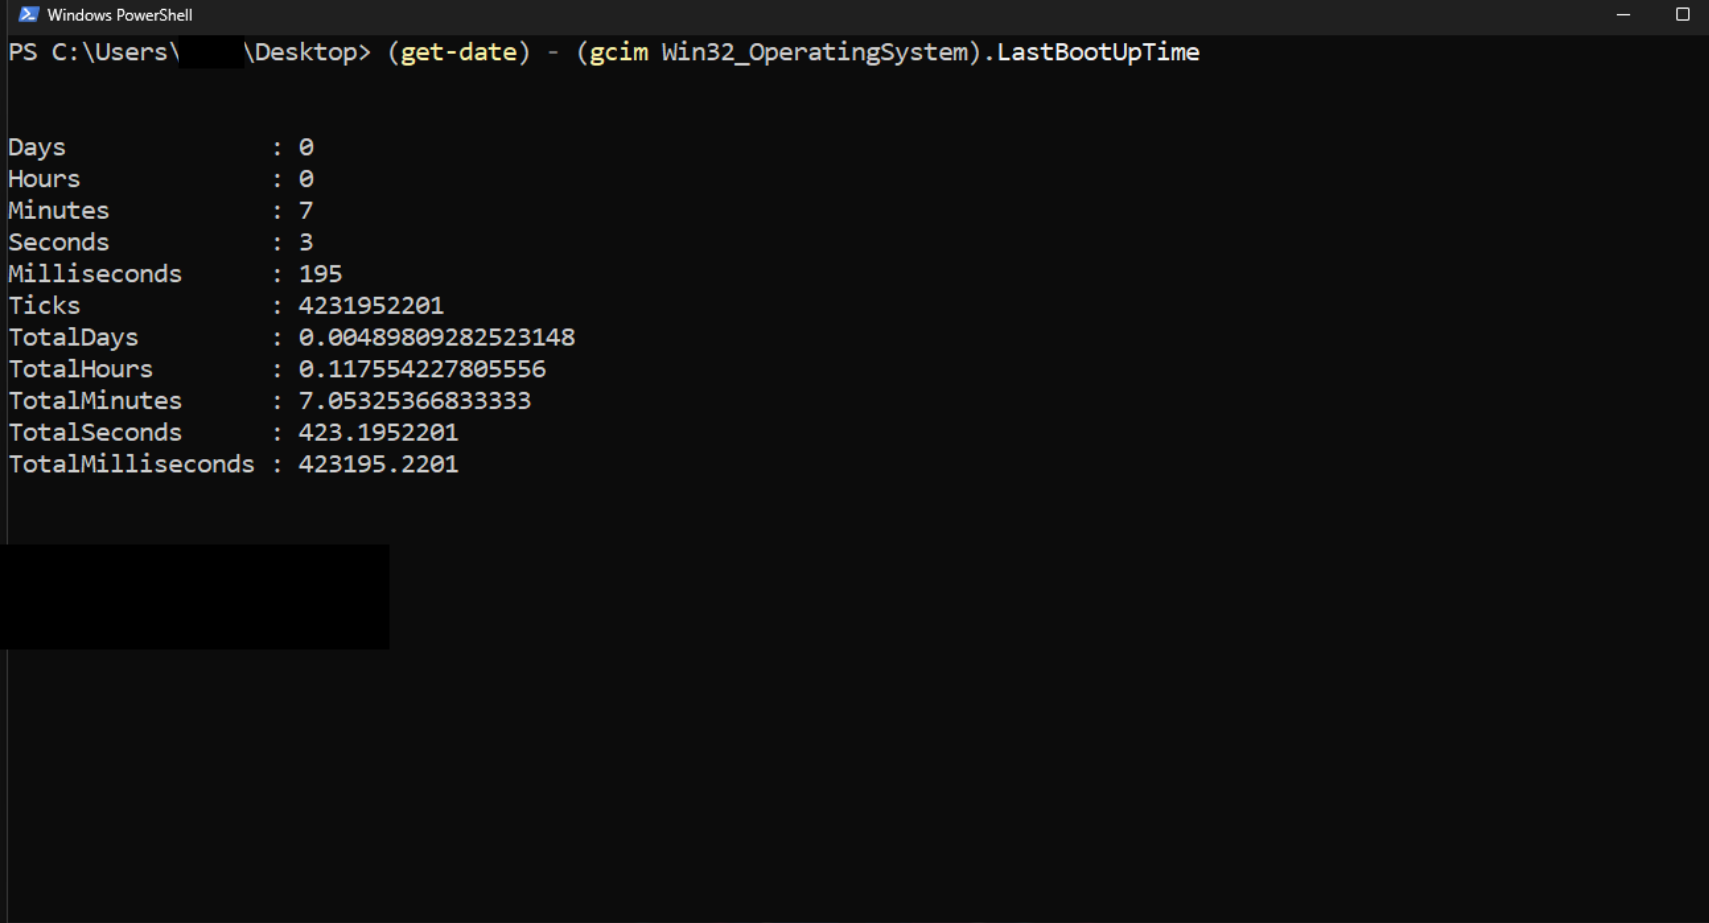 Windows PowerShell
PS C:\Users\ \Desktop> (get-date) - (gcim Win32_OperatingSystem).LastBootUpTime
Days : 0
Hours : 0
Minutes : 7
Seconds : 3
Milliseconds : 195
Ticks : 4231952201
TotalDays : 0.00489809282523148
TotalHours : 0.117554227805556
TotalMinutes : 7.05325366833333
TotalSeconds : 423.1952201
TotalMilliseconds : 423195.2201